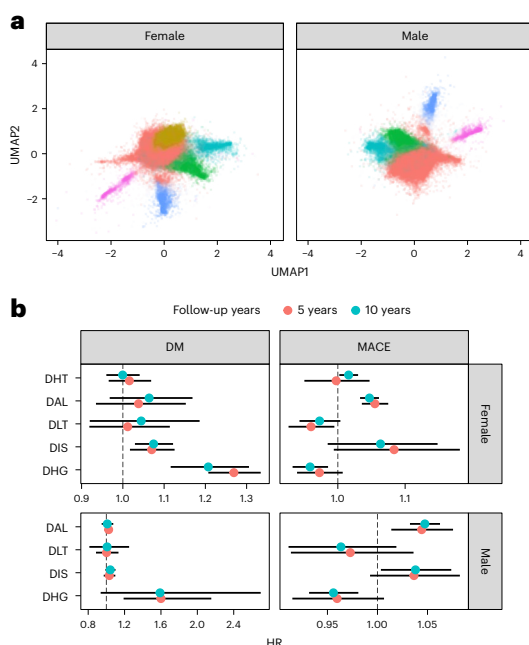 a
Female Male
4
2
0
−2
UMAP2
−4 −2 0 2 4 −4 −2 0 2 4
UMAP1
b
Follow-up years 5 years 10 years
DM MACE
DHT
DAL
DLT
DIS
DHG
Female
0.9 1.0 1.1 1.2 1.3 1.0 1.1
DAL
DLT
DIS
DHG
Male
0.8 1.2 1.6 2.0 2.4 0.95 1.00 1.05
HR